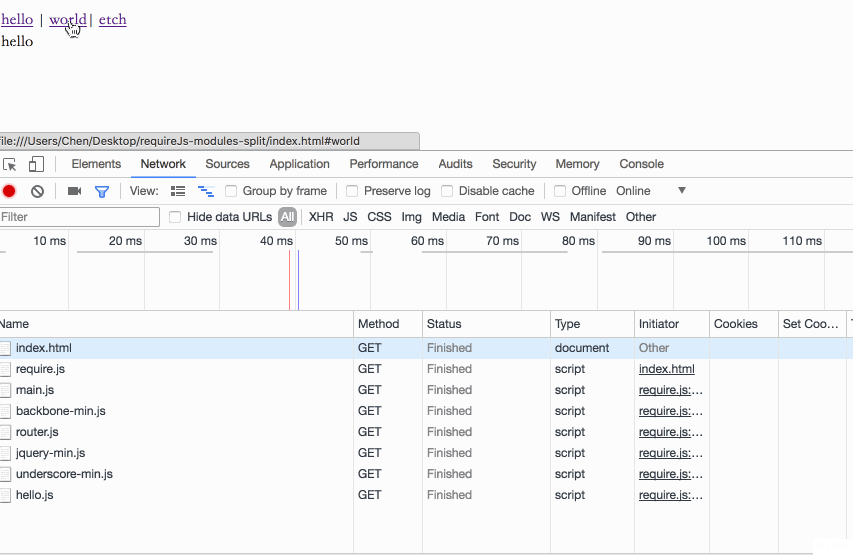 hello | world | etch
hello
file:///Users/Chen/Desktop/requireJs-modules-split/index.html#world
Elements Network Sources Application Performance Audits Security Memory Console
View: Group by frame Preserve log Disable cache Offline Online
Filter Hide data URLs All XHR JS CSS Img Media Font Doc WS Manifest Other
10 ms 20 ms 30 ms 40 ms 50 ms 60 ms 70 ms 80 ms 90 ms 100 ms 110 ms
Name Method Status Type Initiator Cookies Set Coo...
index.html GET Finished document Other
require.js GET Finished script index.html
main.js GET Finished script require.js:...
backbone-min.js GET Finished script require.js:...
router.js GET Finished script require.js:...
jquery-min.js GET Finished script require.js:...
underscore-min.js GET Finished script require.js:...
hello.js GET Finished script require.js:...